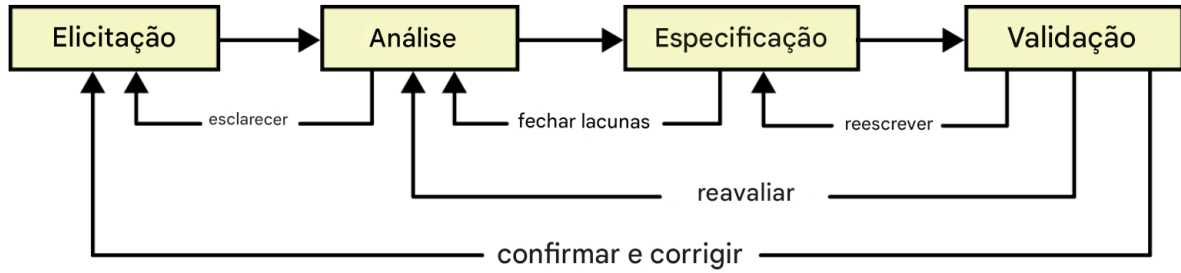 Elicitação
Análise
Especificação
Validação
esclarecer
fechar lacunas
reescrever
reavaliar
confirmar e corrigir